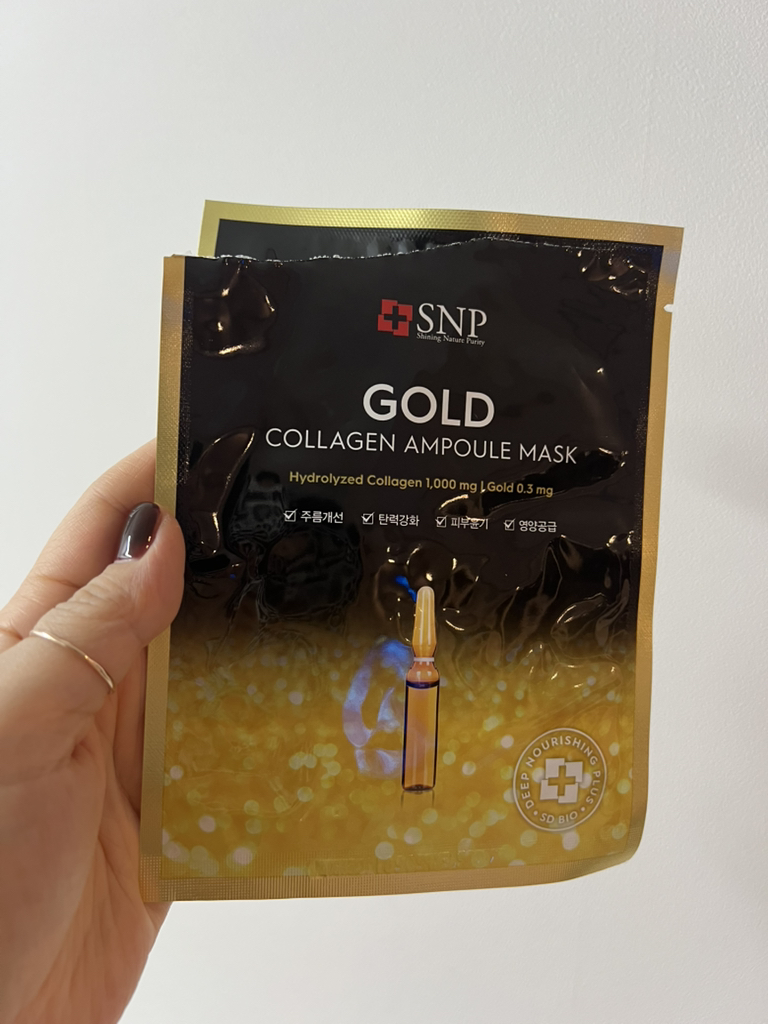 SNP
Shining Nature Purity
GOLD
COLLAGEN AMPOULE MASK
Hydrolyzed Collagen 1,000 mg | Gold 0.3 mg
☑ 주름개선 ☑ 탄력강화 ☑ 피부윤기 ☑ 영양공급
DEEP NOURISHING PLUS
• SD BIO •